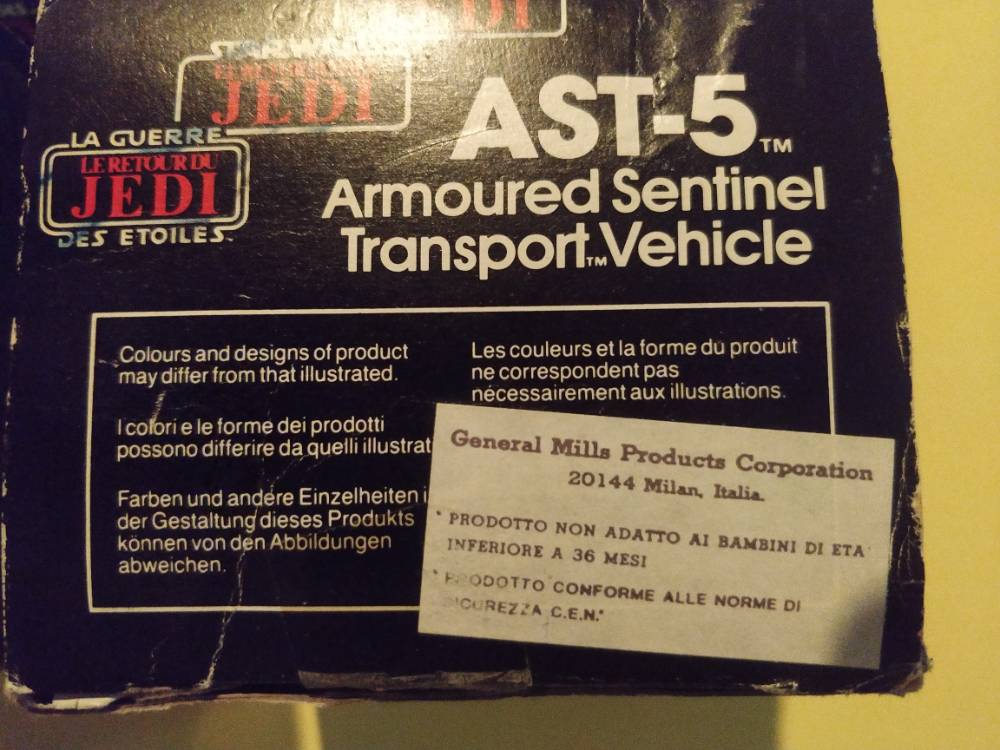 JEDI
STAR WARS
JEDI
LA GUERRE
LE RETOUR DU
JEDI
DES ETOILES
AST-5™
Armoured Sentinel
Transport™ Vehicle
Colours and designs of product
may differ from that illustrated.
Les couleurs et la forme du produit
ne correspondent pas
nécessairement aux illustrations.
I colori e le forme dei prodotti
possono differire da quelli illustrat
Farben und andere Einzelheiten i
der Gestaltung dieses Produkts
können von den Abbildungen
abweichen.
General Mills Products Corporation
20144 Milan, Italia.
* PRODOTTO NON ADATTO AI BAMBINI DI ETA'
INFERIORE A 36 MESI
* PRODOTTO CONFORME ALLE NORME DI
SICUREZZA C.E.N.*